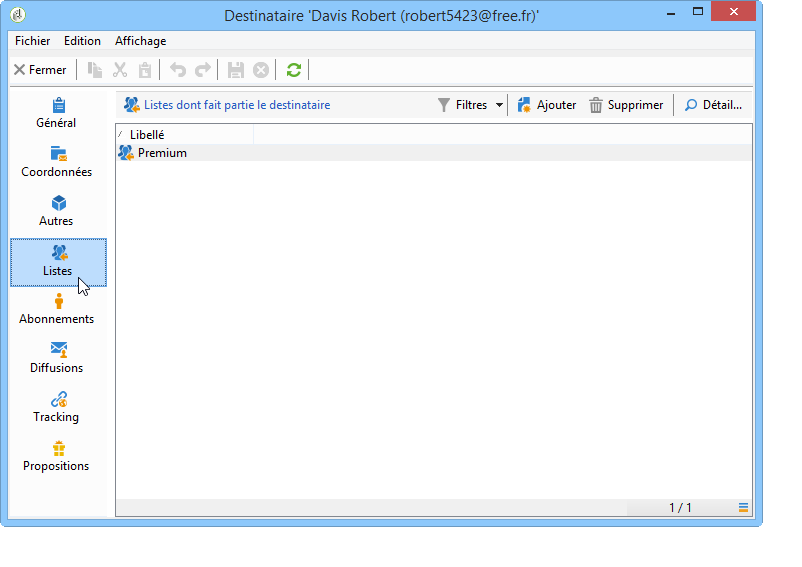 Destinataire 'Davis Robert (robert5423@free.fr)'
Fichier Edition Affichage
Fermer
Général
Coordonnées
Autres
Listes
Abonnements
Diffusions
Tracking
Propositions
Listes dont fait partie le destinataire Filtres Ajouter Supprimer Détail...
Libellé
Premium
1 / 1